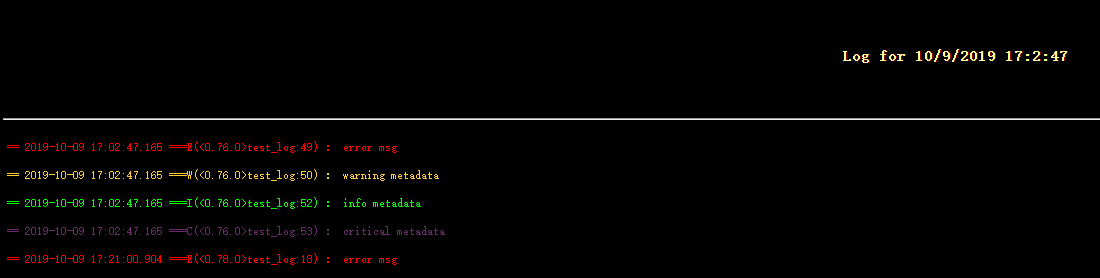 Log for 10/9/2019 17:2:47
== 2019-10-09 17:02:47.165 ===E(<0.76.0>test_log:49) : error msg
== 2019-10-09 17:02:47.165 ===W(<0.76.0>test_log:50) : warning metadata
== 2019-10-09 17:02:47.165 ===I(<0.76.0>test_log:52) : info metadata
== 2019-10-09 17:02:47.165 ===C(<0.76.0>test_log:53) : critical metadata
== 2019-10-09 17:21:00.904 ===E(<0.78.0>test_log:18) : error msg